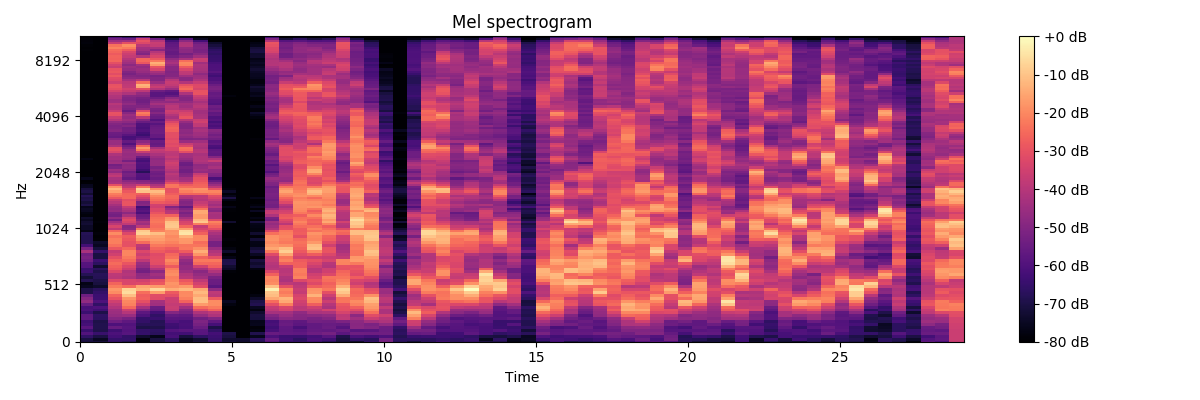 Mel spectrogram
+0 dB
8192
-10 dB
4096
-20 dB
-30 dB
2048
Hz
-40 dB
1024
-50 dB
-60 dB
512
-70 dB
0
-80 dB
0 5 10 15 20 25
Time